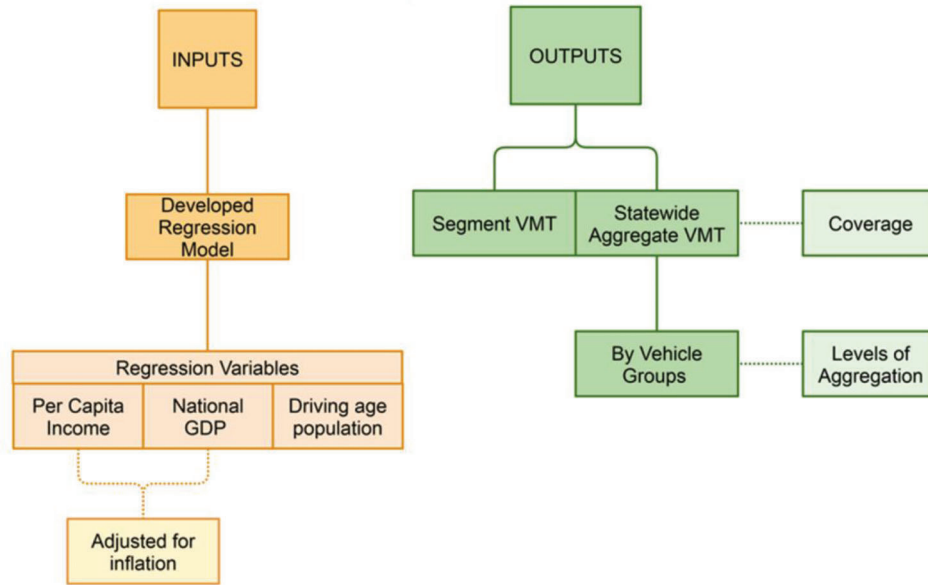 INPUTS
Developed
Regression
Model
Regression Variables
Per Capita
Income
National
GDP
Driving age
population
Adjusted for
inflation
OUTPUTS
Segment VMT
Statewide
Aggregate VMT
Coverage
By Vehicle
Groups
Levels of
Aggregation